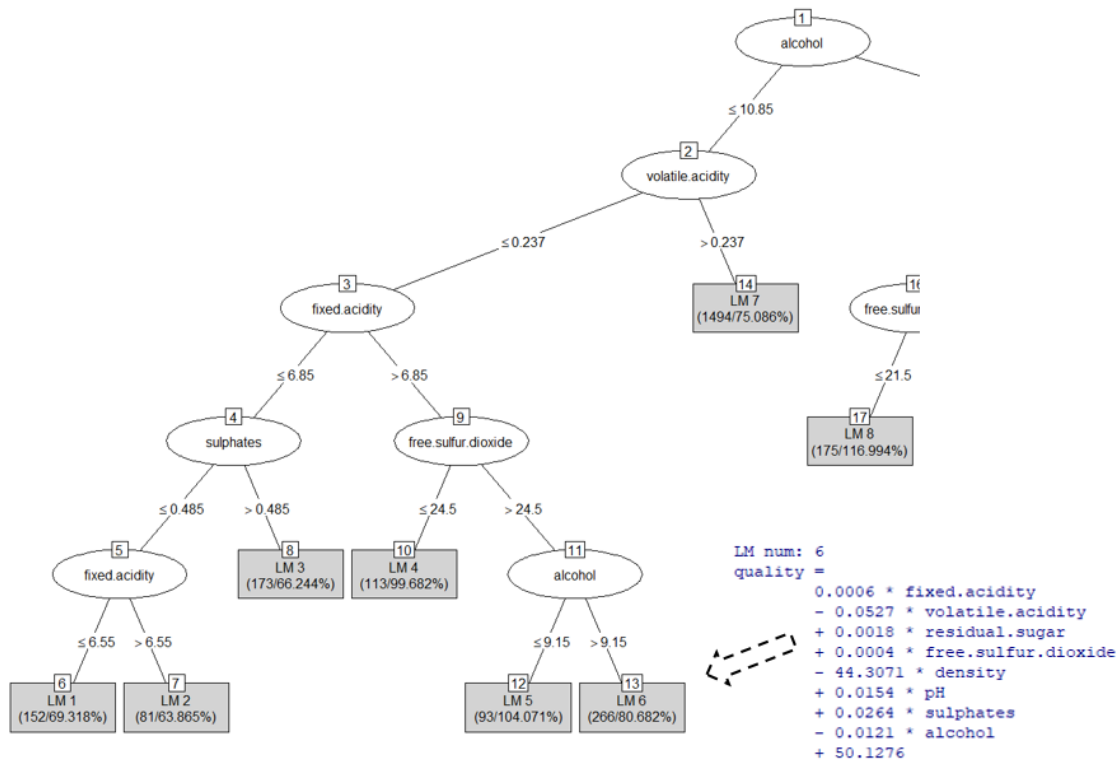 1
alcohol
≤ 10.85
2
volatile.acidity
≤ 0.237
> 0.237
3
fixed.acidity
14
LM 7
(1494/75.086%)
16
free.sulfur
≤ 6.85
> 6.85
≤ 21.5
4
sulphates
9
free.sulfur.dioxide
17
LM 8
(175/116.994%)
≤ 0.485
> 0.485
≤ 24.5
> 24.5
5
fixed.acidity
8
LM 3
(173/66.244%)
10
LM 4
(113/99.682%)
11
alcohol
≤ 6.55
> 6.55
≤ 9.15
> 9.15
6
LM 1
(152/69.318%)
7
LM 2
(81/63.865%)
12
LM 5
(93/104.071%)
13
LM 6
(266/80.682%)
LM num: 6
quality =
0.0006 * fixed.acidity
- 0.0527 * volatile.acidity
+ 0.0018 * residual.sugar
+ 0.0004 * free.sulfur.dioxide
- 44.3071 * density
+ 0.0154 * pH
+ 0.0264 * sulphates
- 0.0121 * alcohol
+ 50.1276